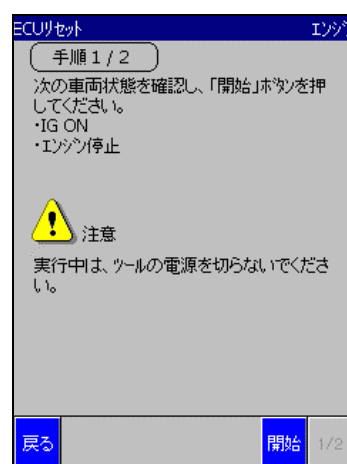 ECUリセット エンジン
手順1/2
次の車両状態を確認し、「開始」ボタンを押
してください。
・IG ON
・エンジン停止
注意
実行中は、ツールの電源を切らないでくださ
い。
戻る 開始 1/2